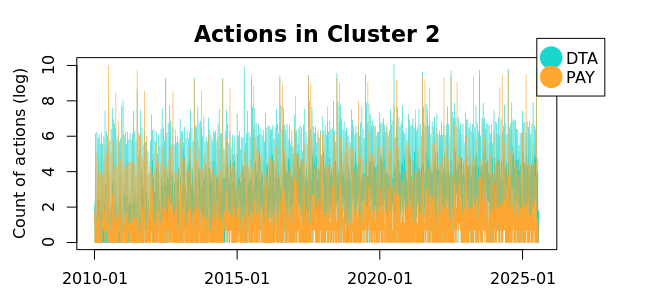 Actions in Cluster 2
DTA
PAY
Count of actions (log)
10
8
6
4
2
0
2010-01
2015-01
2020-01
2025-01